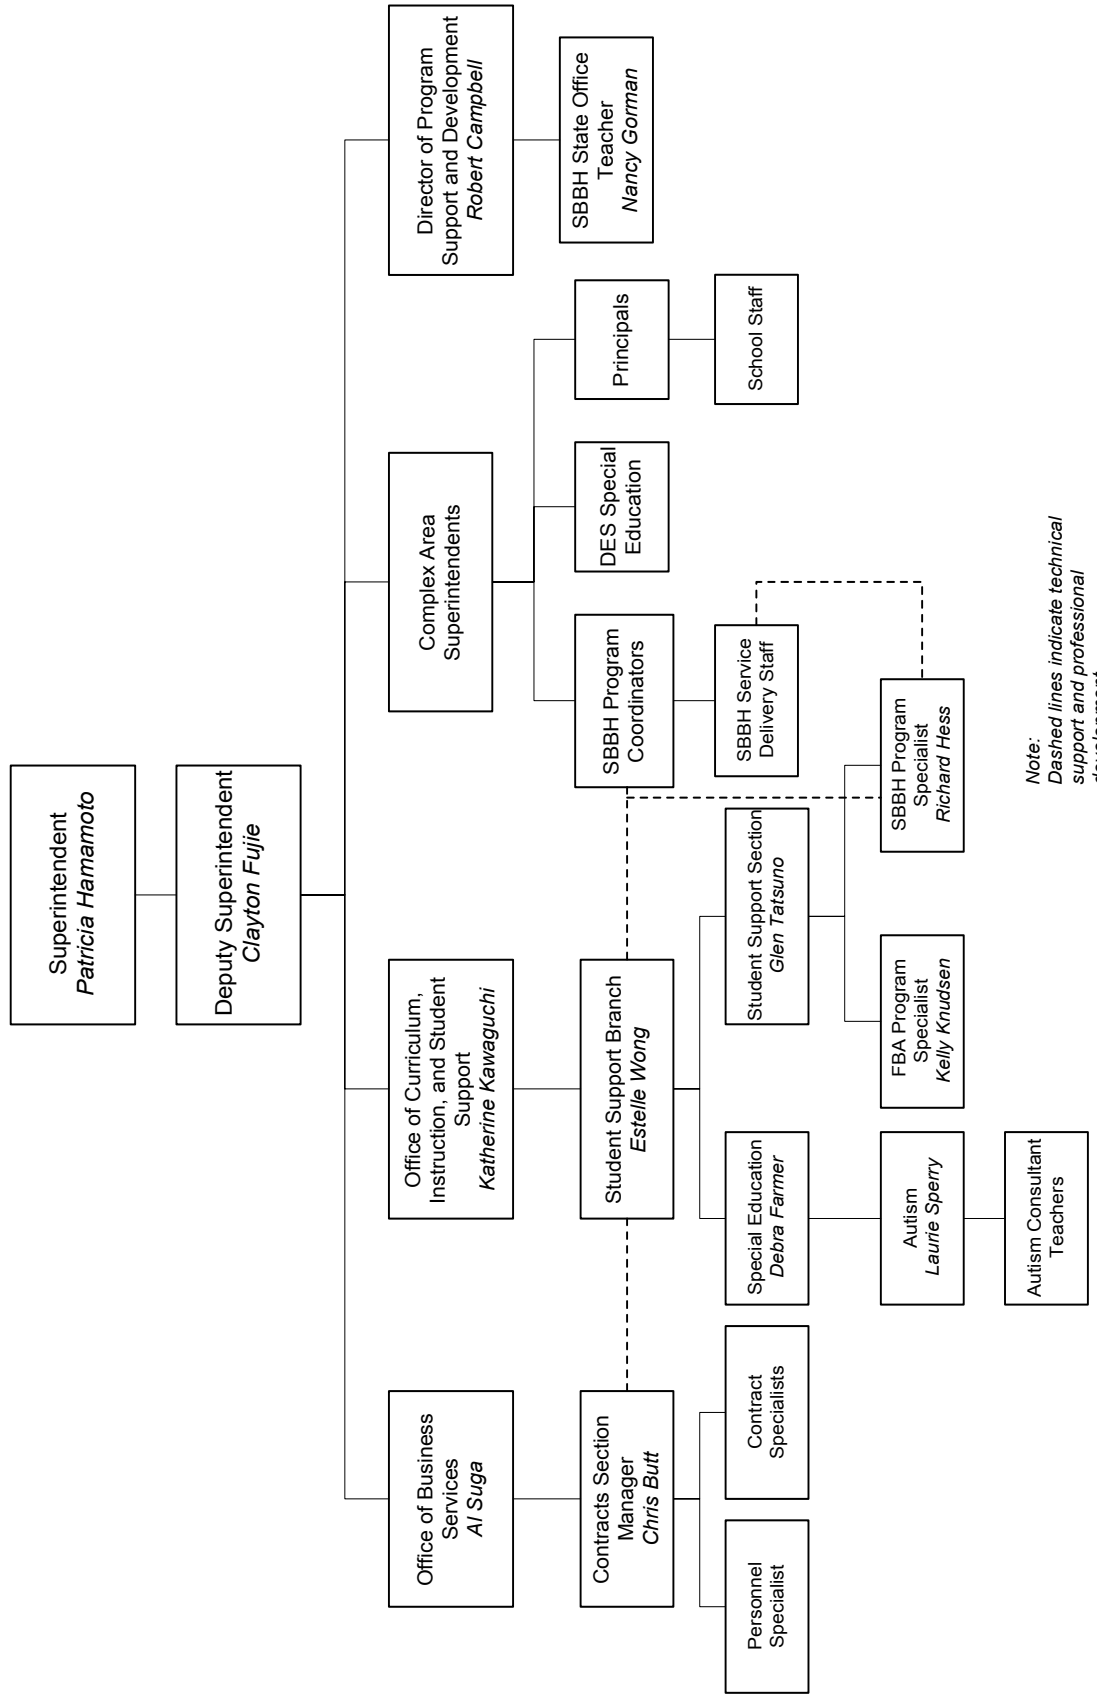 Superintendent
Patricia Hamamoto
Deputy Superintendent
Clayton Fujie
Office of Business
Services
Al Suga
Office of Curriculum,
Instruction, and Student
Support
Katherine Kawaguchi
Complex Area
Superintendents
Director of Program
Support and Development
Robert Campbell
Contracts Section
Manager
Chris Butt
Student Support Branch
Estelle Wong
SBBH Program
Coordinators
DES Special
Education
Principals
SBBH State Office
Teacher
Nancy Gorman
Personnel
Specialist
Contract
Specialists
Special Education
Debra Farmer
Student Support Section
Glen Tatsuno
SBBH Service
Delivery Staff
School Staff
Autism
Laurie Sperry
FBA Program
Specialist
Kelly Knudsen
SBBH Program
Specialist
Richard Hess
Autism Consultant
Teachers
Note:
Dashed lines indicate technical
support and professional
development